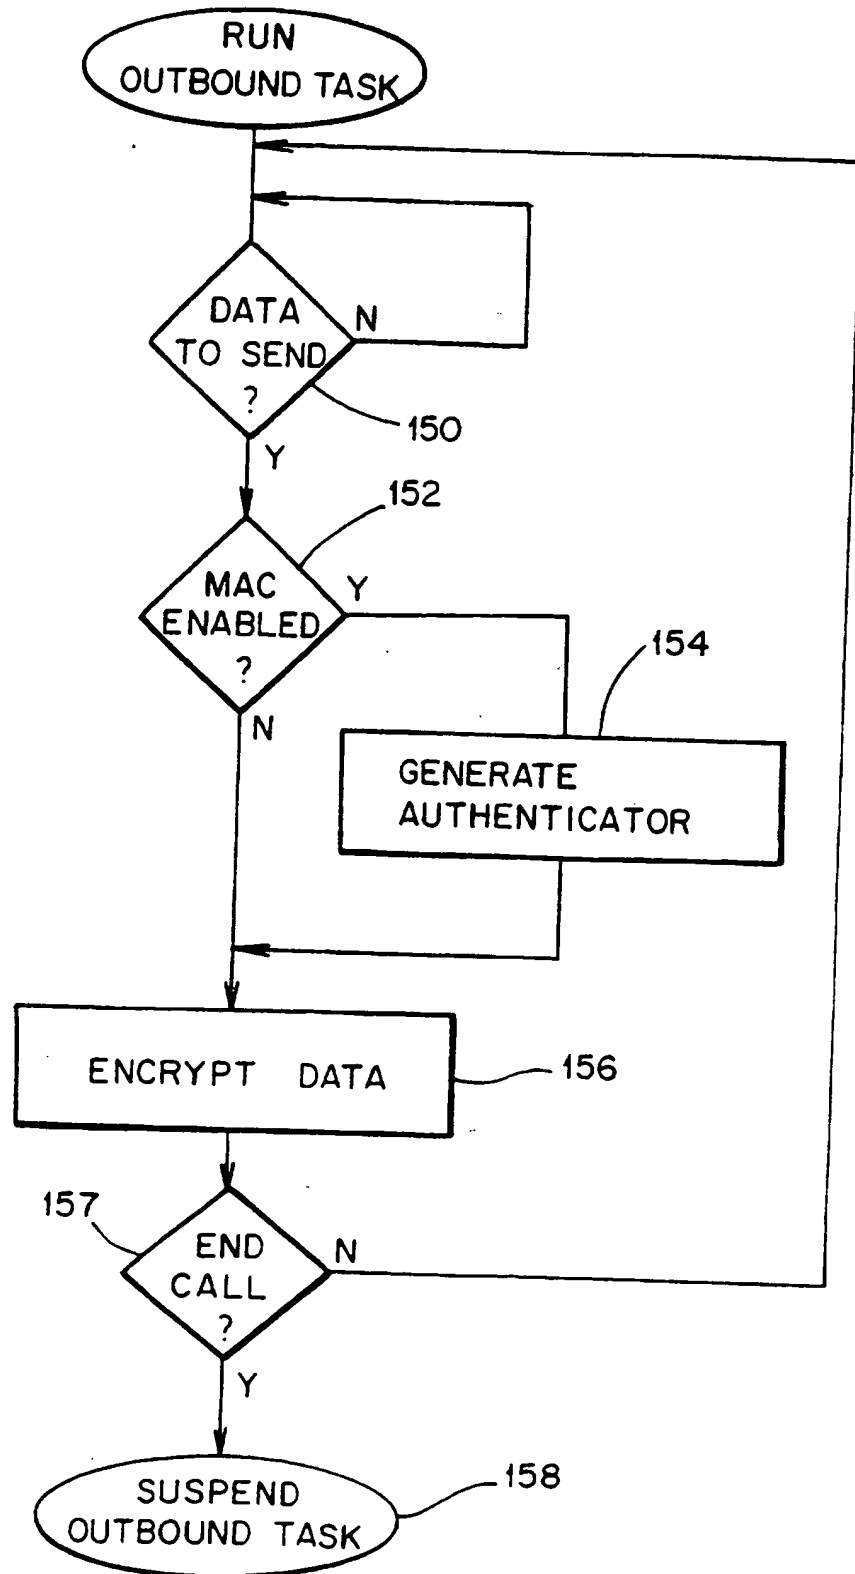 RUN
OUTBOUND TASK
DATA
TO SEND
?
N
150
Y
152
MAC
ENABLED
?
Y
N
154
GENERATE
AUTHENTICATOR
ENCRYPT DATA
156
157
END
CALL
?
N
Y
SUSPEND
OUTBOUND TASK
158